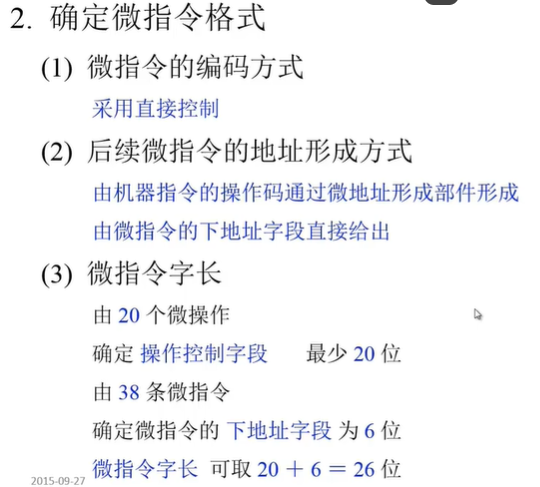 2. 确定微指令格式
(1) 微指令的编码方式
采用直接控制
(2) 后续微指令的地址形成方式
由机器指令的操作码通过微地址形成部件形成
由微指令的下地址字段直接给出
(3) 微指令字长
由 20 个微操作
确定 操作控制字段 最少 20 位
由 38 条微指令
确定微指令的 下地址字段 为 6 位
微指令字长 可取 20 + 6 = 26 位
2015-09-27